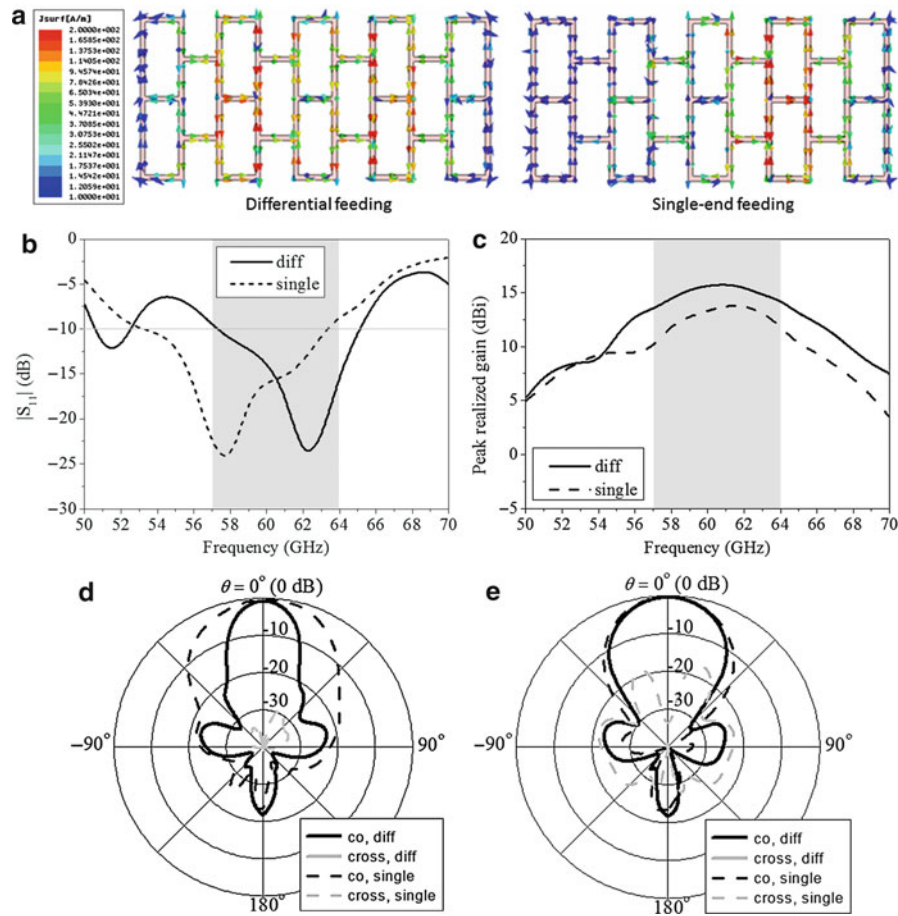 a
Jsurf[A/m]
2.0000e+002
1.6585e+002
1.3753e+002
1.1405e+002
9.4574e+001
7.8426e+001
6.5034e+001
5.3930e+001
4.4721e+001
3.7085e+001
3.0753e+001
2.5502e+001
2.1147e+001
1.7537e+001
1.4542e+001
1.2059e+001
1.0000e+001
Differential feeding
Single-end feeding
b
0
−5
−10
−15
−20
−25
−30
|S11| (dB)
diff
single
50 52 54 56 58 60 62 64 66 68 70
Frequency (GHz)
c
20
15
10
5
0
−5
Peak realized gain (dBi)
diff
single
50 53 55 58 60 63 65 68 70
Frequency (GHz)
d
θ = 0° (0 dB)
-10
-20
-30
−90°
90°
180°
co, diff
cross, diff
co, single
cross, single
e
θ = 0° (0 dB)
-10
-20
-30
−90°
90°
180°
co, diff
cross, diff
co, single
cross, single